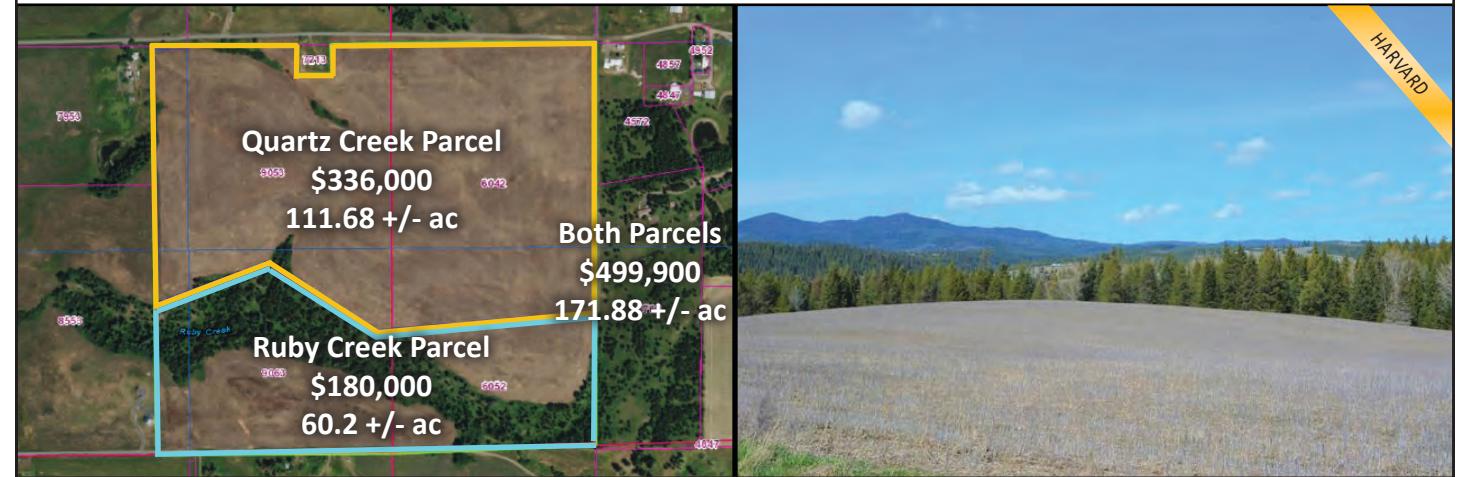 7213
4952
4857
4847
7953
4572
Quartz Creek Parcel
9053
$336,000
6042
111.68 +/- ac
Both Parcels
$499,900
171.88 +/- ac
8553
Ruby Creek
Ruby Creek Parcel
9063
$180,000
6052
60.2 +/- ac
4847
HARVARD